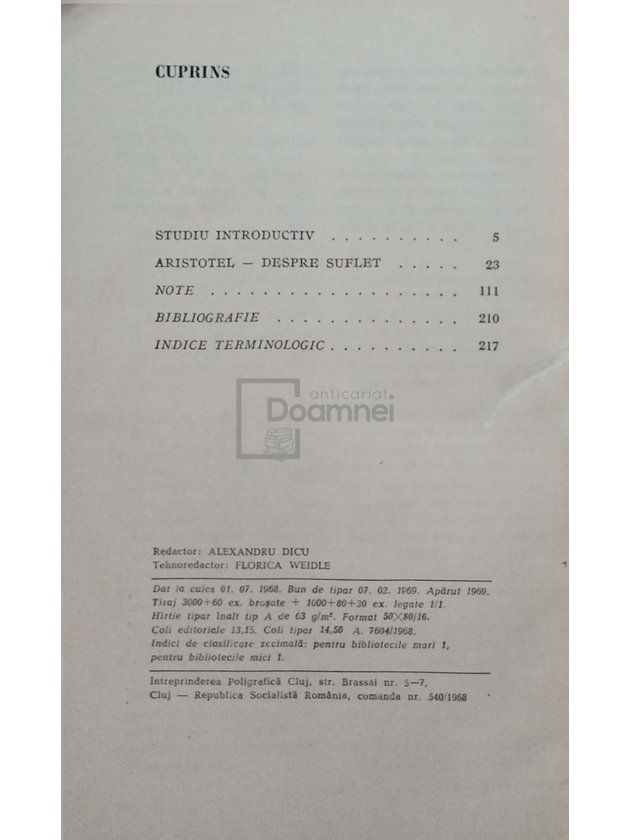 CUPRINS
STUDIU INTRODUCTIV . . . . . . . . . . 5
ARISTOTEL — DESPRE SUFLET . . . . . 23
NOTE . . . . . . . . . . . . . . . . . . . 111
BIBLIOGRAFIE . . . . . . . . . . . . . . 210
INDICE TERMINOLOGIC . . . . . . . . . . 217
anticariat
Doamnei
Redactor: ALEXANDRU DICU
Tehnoredactor: FLORICA WEIDLE
Dat la cules 01. 07. 1968. Bun de tipar 07. 02. 1969. Apărut 1969.
Tiraj 3000+60 ex. broşate + 1000+80+30 ex. legate 1/1.
Hîrtie tipar înalt tip A de 63 g/m². Format 50×80/16.
Coli editoriale 13,15. Coli tipar 14,50 A. 7604/1968.
Indici de clasificare zecimală: pentru bibliotecile mari 1,
pentru bibliotecile mici 1.
Intreprinderea Poligrafică Cluj, str. Brassai nr. 5—7,
Cluj — Republica Socialistă România, comanda nr. 540/1968